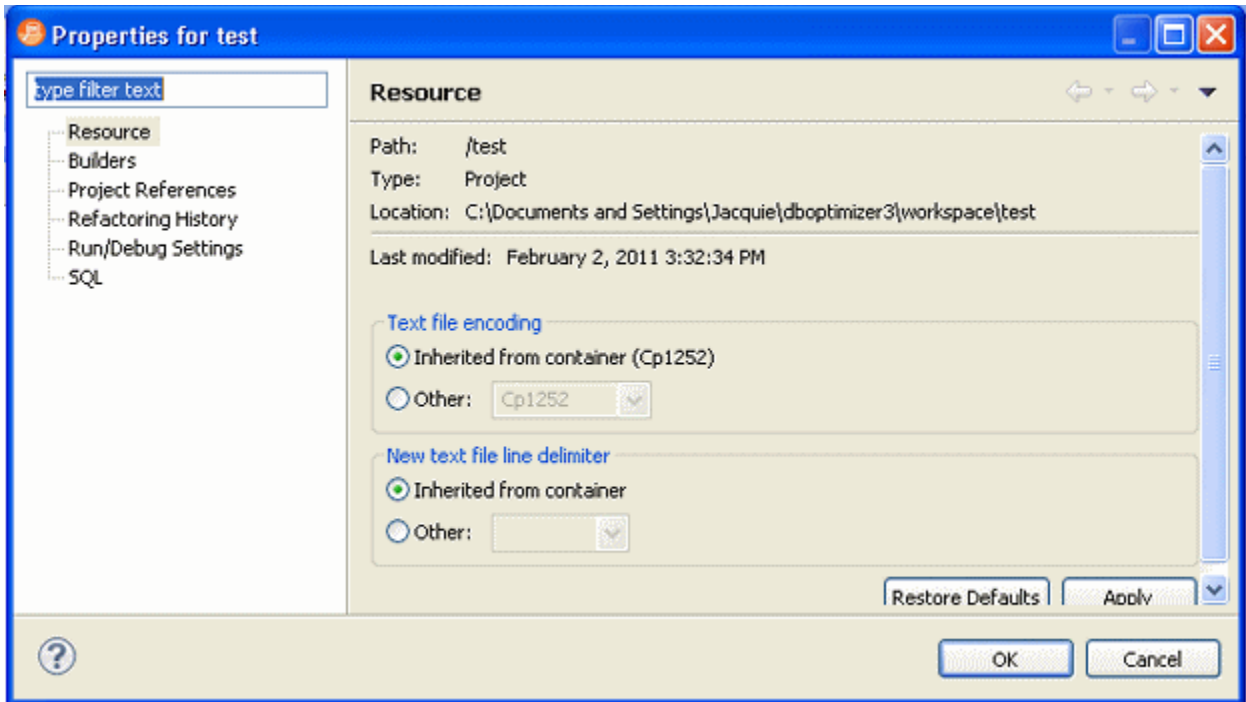 Properties for test
type filter text
Resource
Builders
Project References
Refactoring History
Run/Debug Settings
SQL
Resource
Path: /test
Type: Project
Location: C:\Documents and Settings\Jacquie\dboptimizer3\workspace\test
Last modified: February 2, 2011 3:32:34 PM
Text file encoding
Inherited from container (Cp1252)
Other: Cp1252
New text file line delimiter
Inherited from container
Other:
Restore Defaults Apply
? OK Cancel